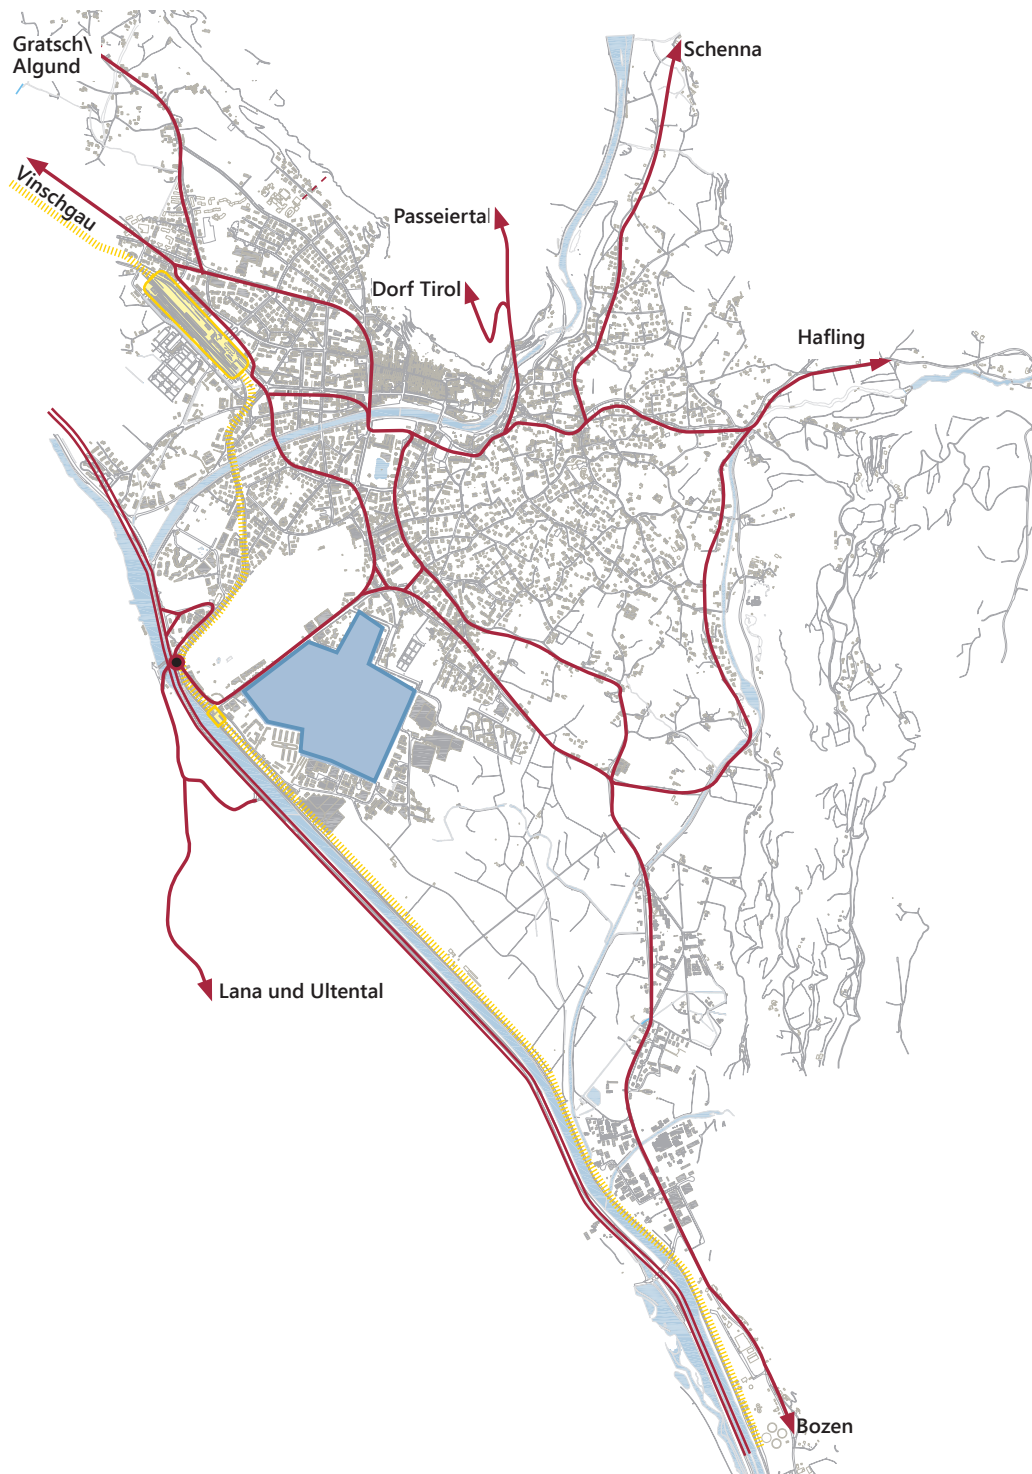 Gratsch\
Algund
Schenna
Vinschgau
Passeiertal
Dorf Tirol
Hafling
Lana und Ultental
Bozen